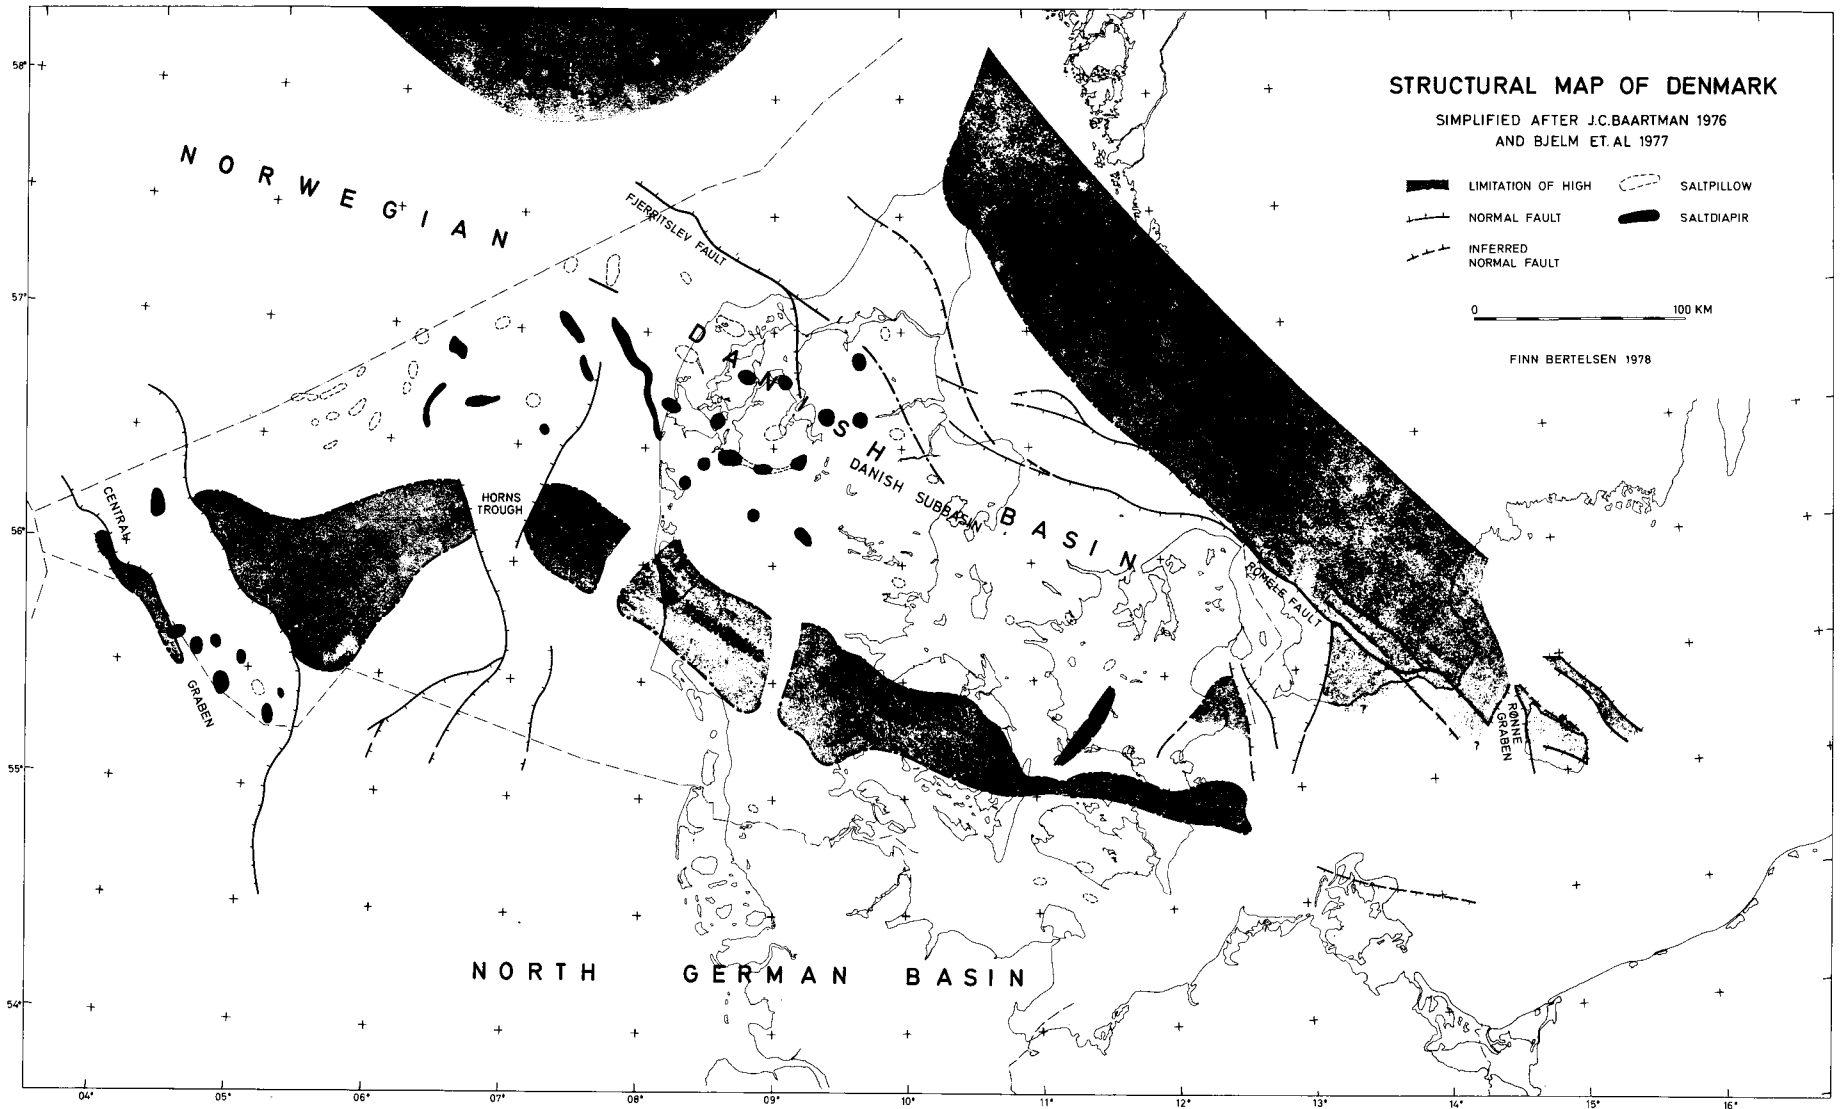 STRUCTURAL MAP OF DENMARK
SIMPLIFIED AFTER J.C.BAARTMAN 1976
AND BJELM ET.AL 1977
LIMITATION OF HIGH
SALTPILLOW
NORMAL FAULT
SALTDIAPIR
INFERRED
NORMAL FAULT
0 100 KM
FINN BERTELSEN 1978
NORWEGIAN
DANISH BASIN
FJERRITSLEV FAULT
DANISH SUBBASIN
HORNS
TROUGH
CENTRAL
GRABEN
RÖMELE FAULT
RØNNE
GRABEN
?
?
NORTH GERMAN BASIN
58°
57°
56°
55°
54°
04° 05° 06° 07° 08° 09° 10° 11° 12° 13° 14° 15° 16°